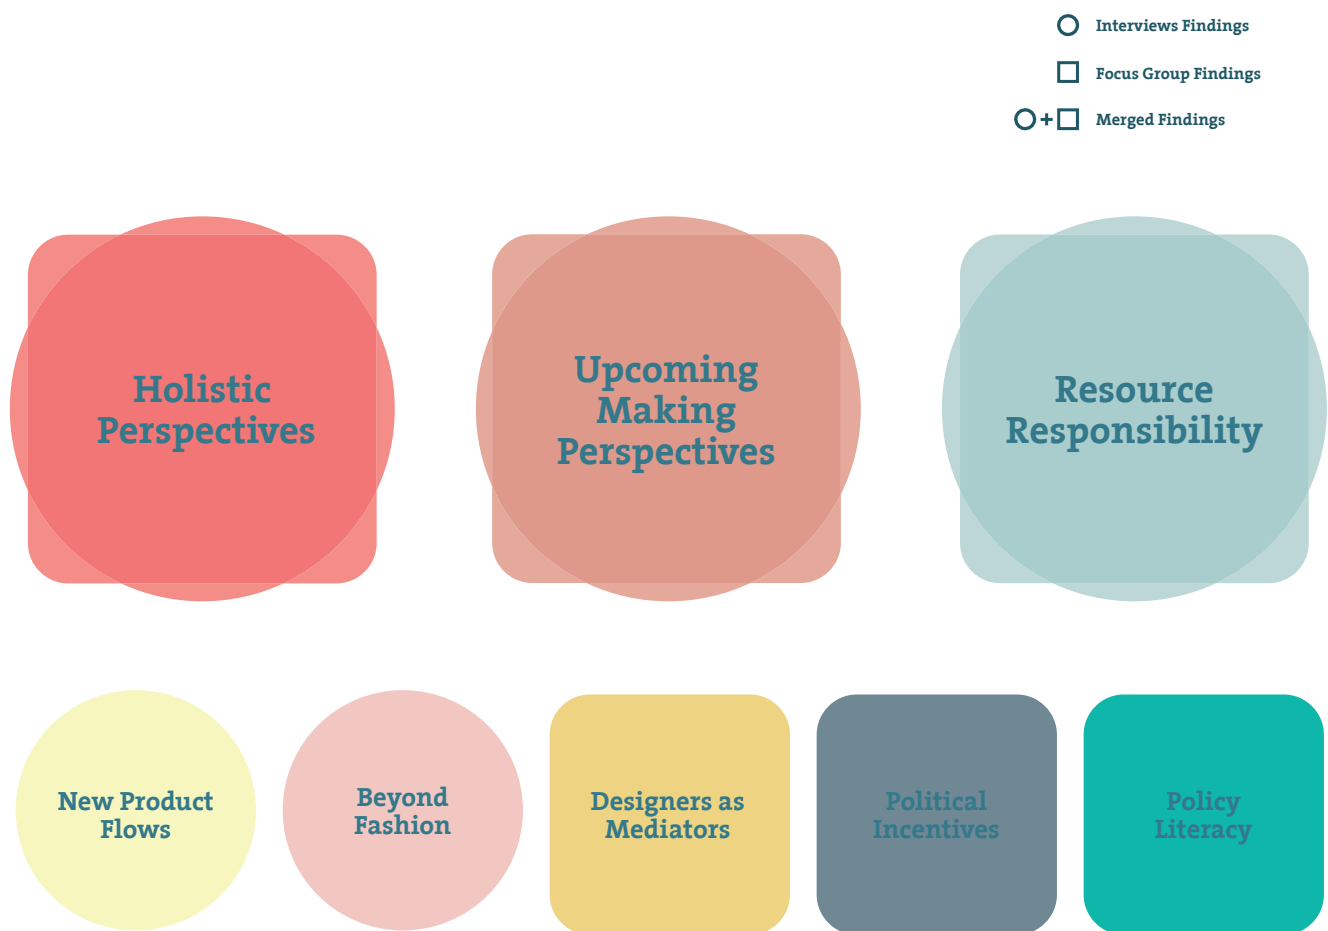 Interviews Findings
Focus Group Findings
+ Merged Findings
Holistic
Perspectives
Upcoming
Making
Perspectives
Resource
Responsibility
New Product
Flows
Beyond
Fashion
Designers as
Mediators
Political
Incentives
Policy
Literacy